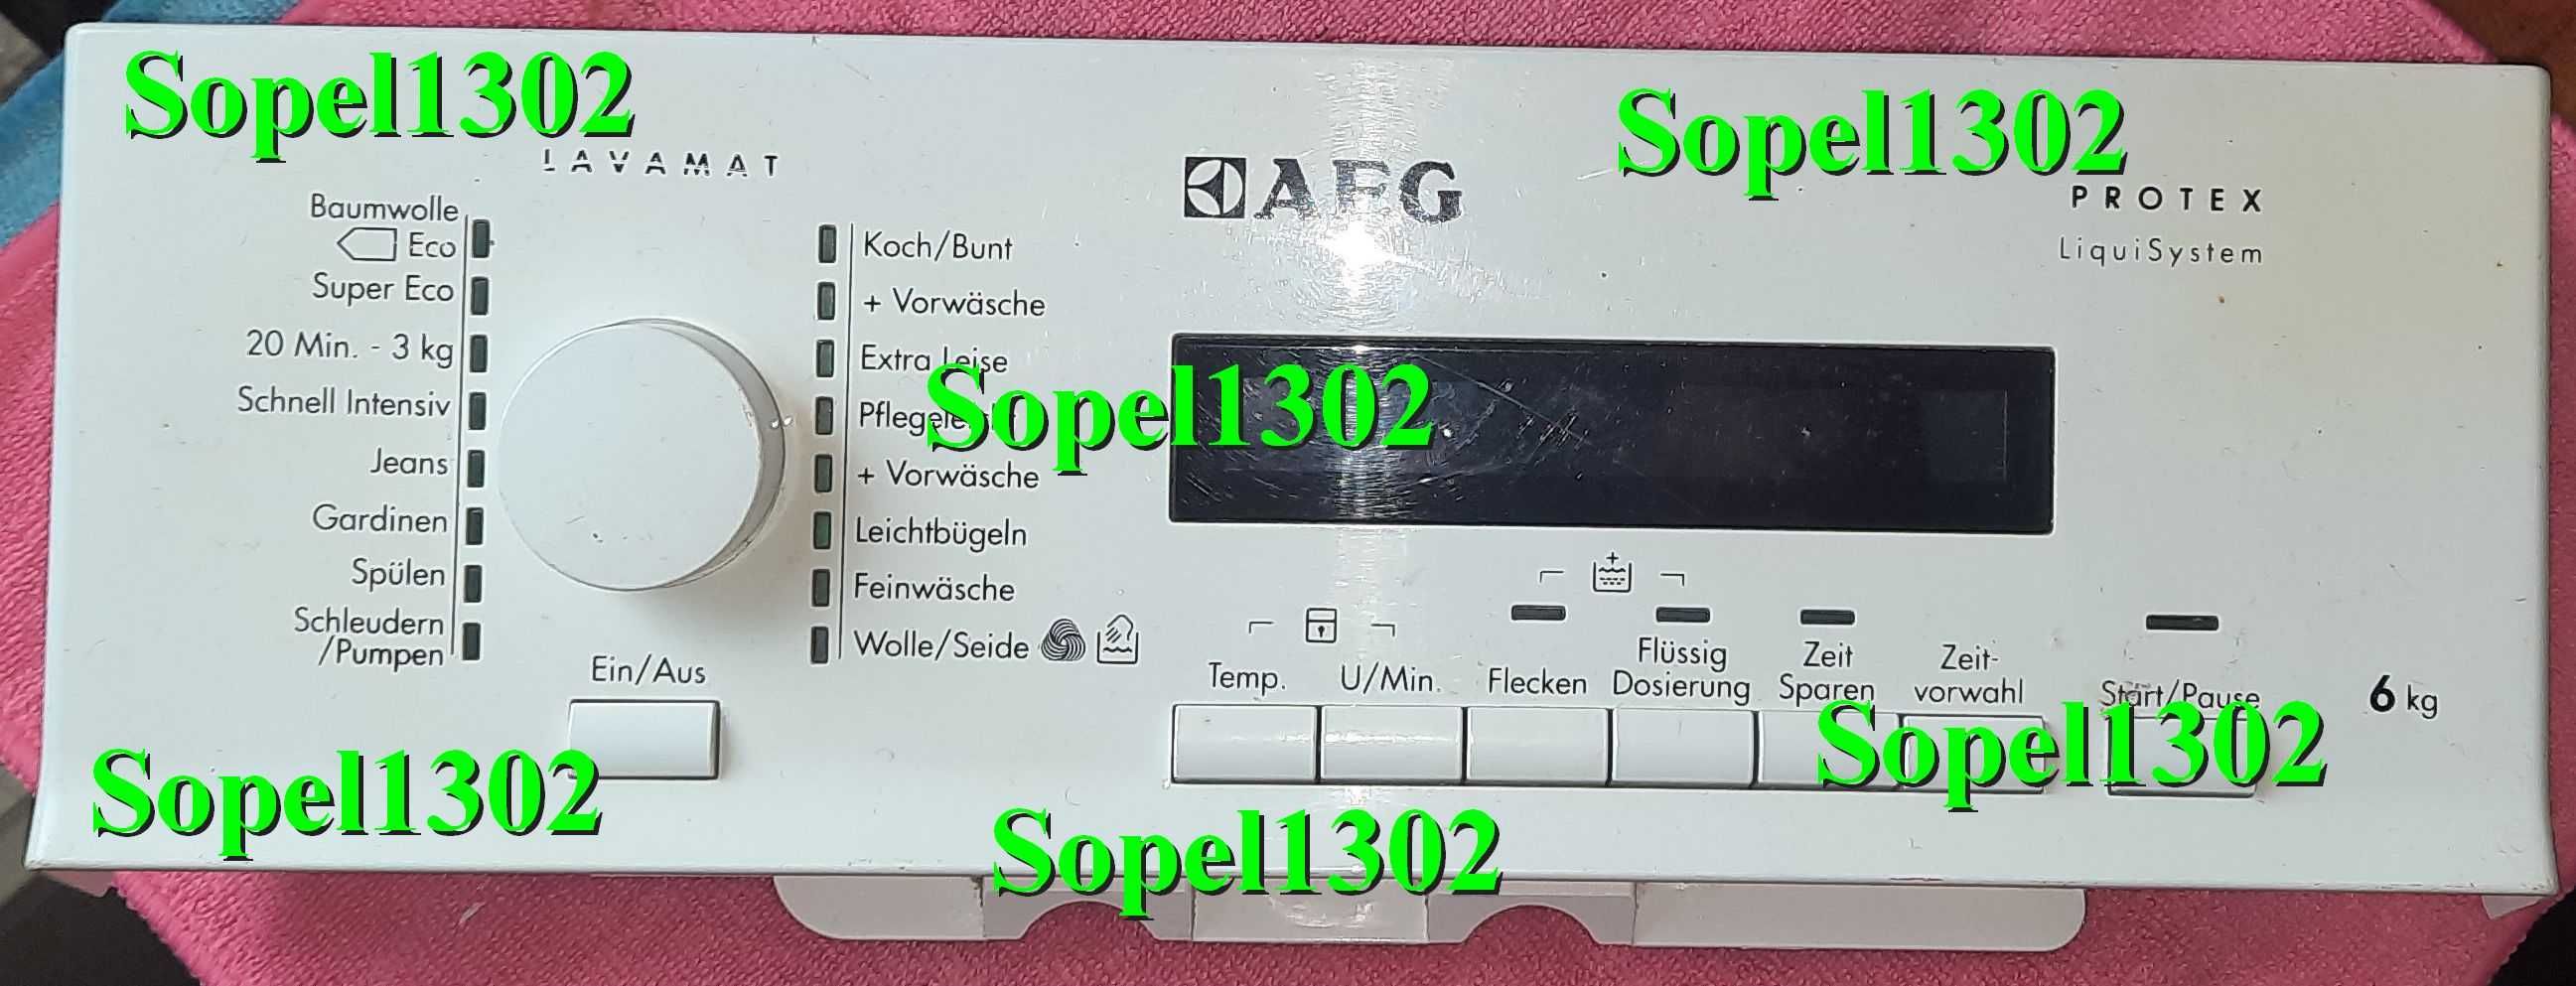 Sopel1302
Sopel1302
LAVAMAT
AEG
PROTEX
LiquiSystem
Baumwolle
Eco
Super Eco
20 Min. - 3 kg
Schnell Intensiv
Jeans
Gardinen
Spülen
Schleudern
/Pumpen
Koch/Bunt
+ Vorwäsche
Extra Leise
Sopel1302
+ Vorwäsche
Leichtbügeln
Feinwäsche
Wolle/Seide
Ein/Aus
Temp.
U/Min.
Flecken
Flüssig
Dosierung
Zeit
Sparen
Zeit-
vorwahl
Start/Pause
6 kg
Sopel1302
Sopel1302
Sopel1302